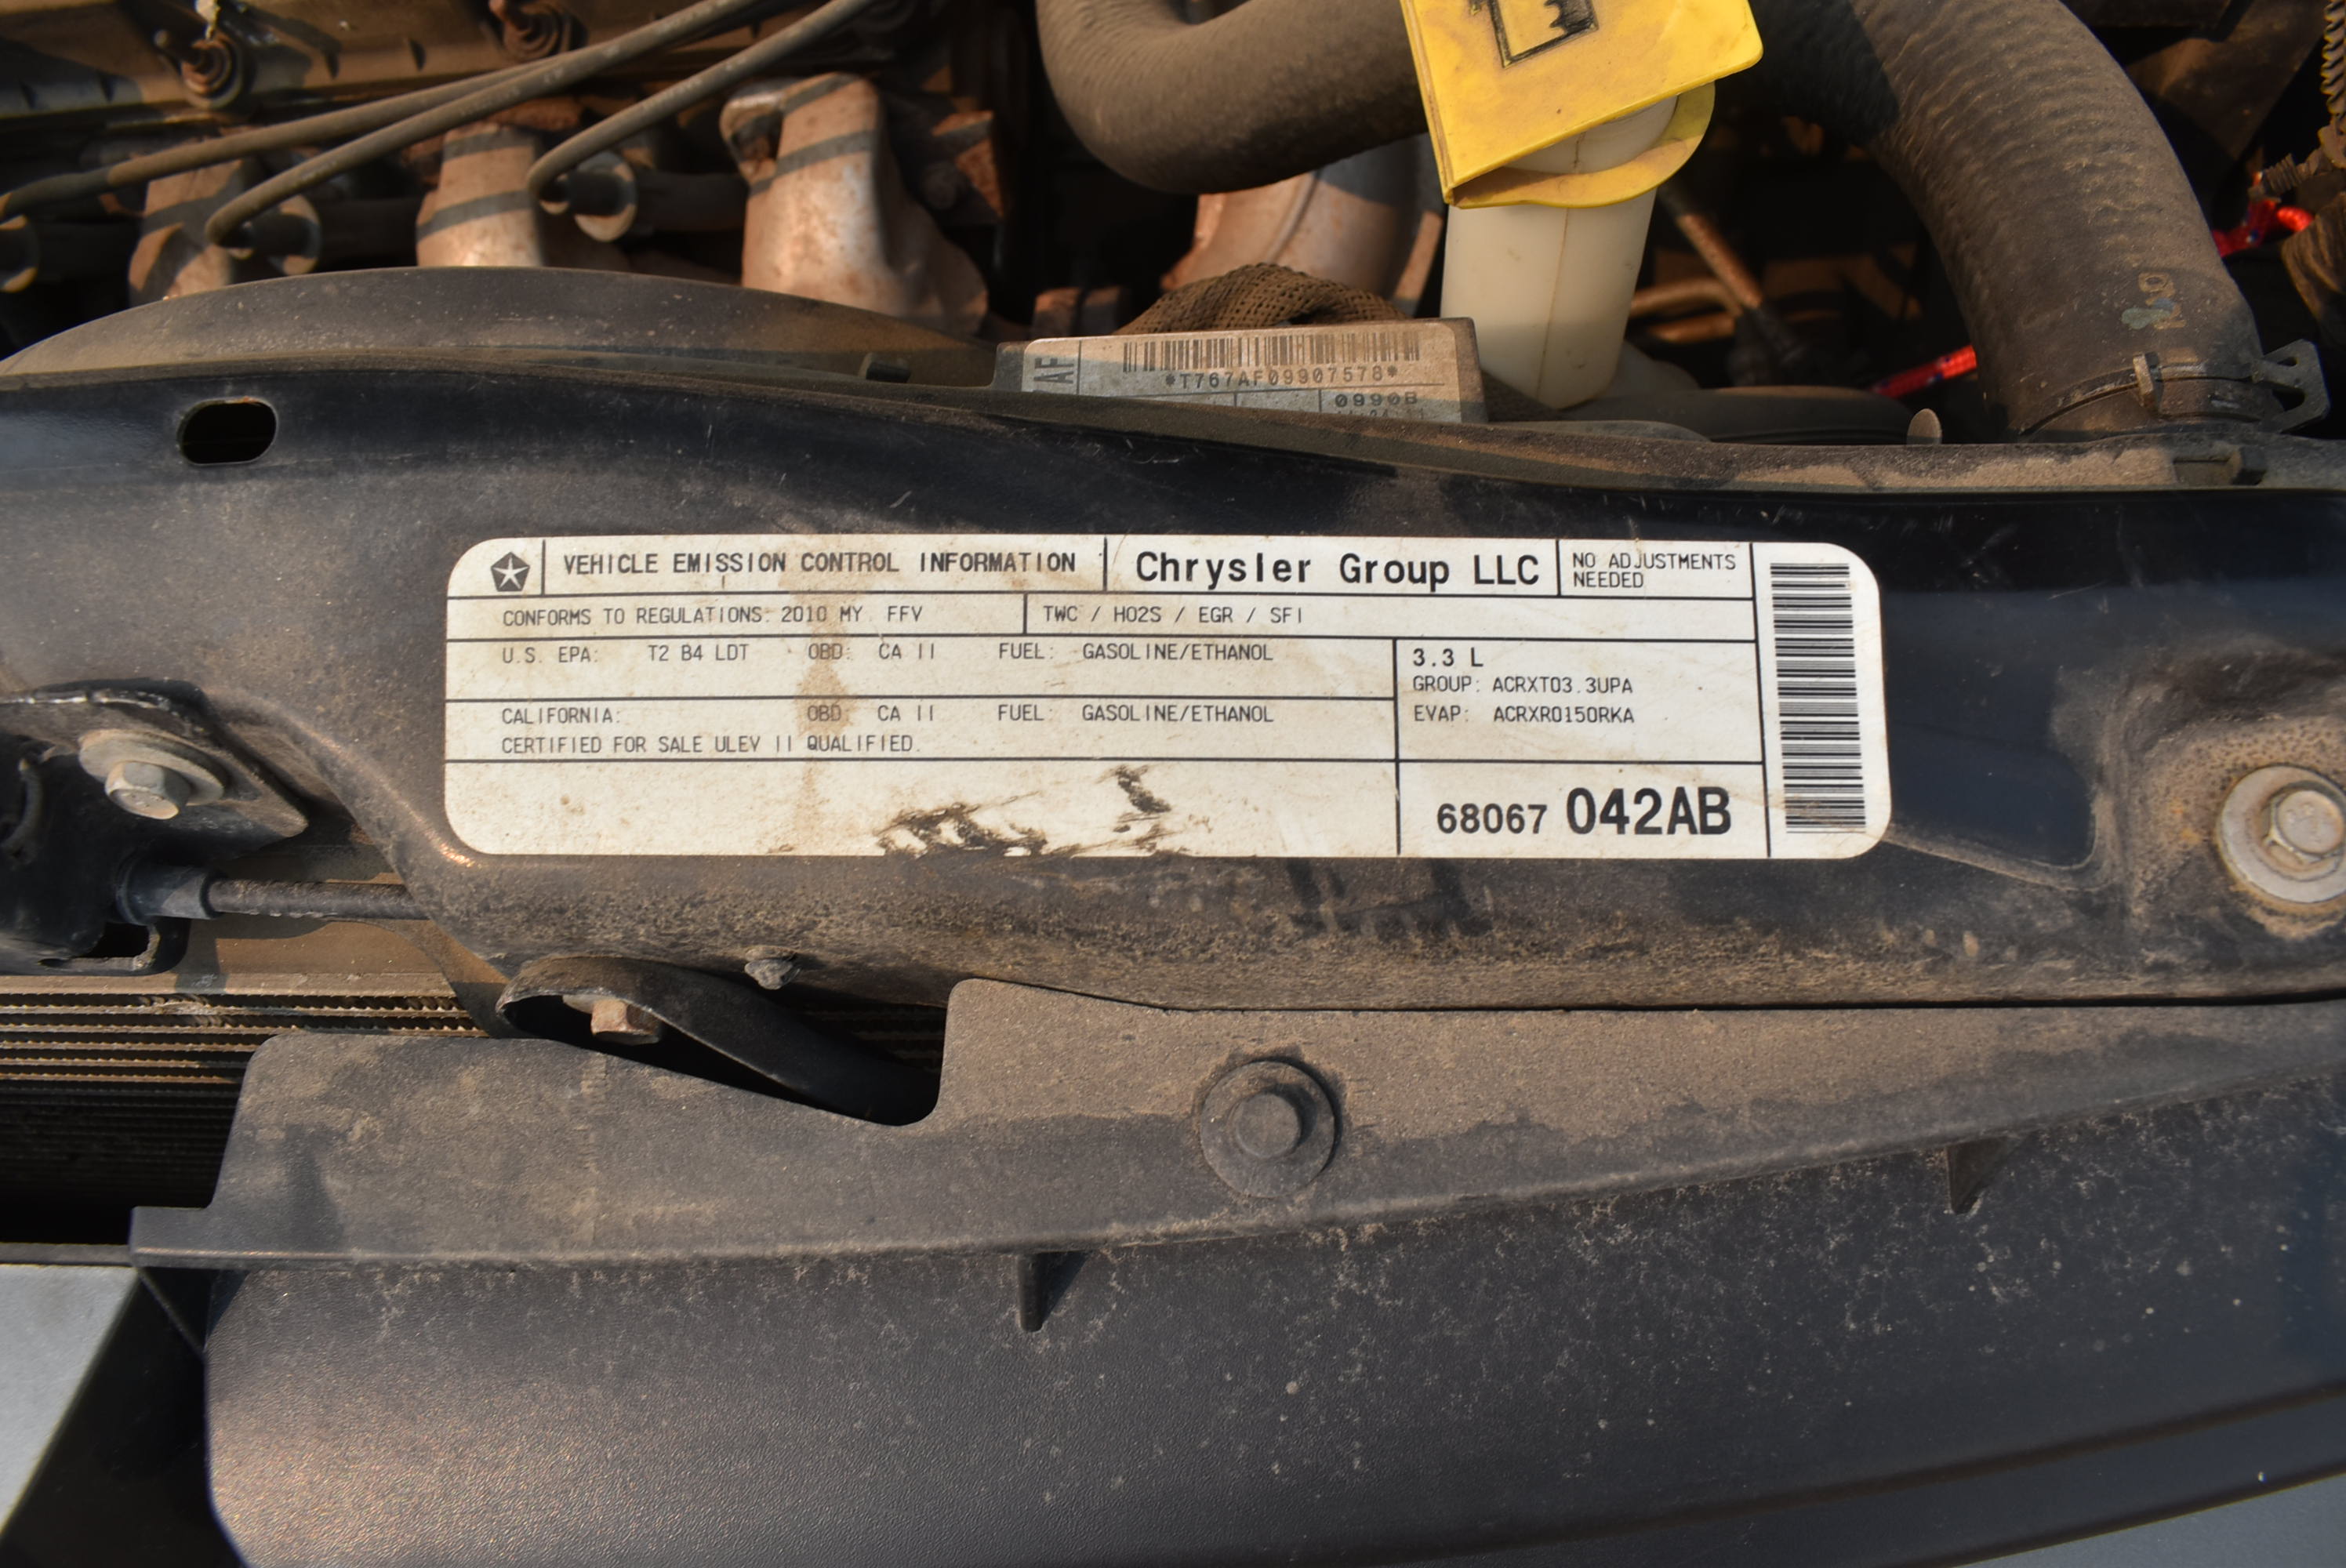 AF
*T767AF09907578*
0990B
VEHICLE EMISSION CONTROL INFORMATION
Chrysler Group LLC
NO ADJUSTMENTS
NEEDED
CONFORMS TO REGULATIONS: 2010 MY FFV
TWC / HO2S / EGR / SFI
U.S. EPA: T2 B4 LDT OBD: CA II FUEL: GASOLINE/ETHANOL
CALIFORNIA: OBD: CA II FUEL: GASOLINE/ETHANOL
CERTIFIED FOR SALE ULEV II QUALIFIED.
3.3 L
GROUP: ACRXT03.3UPA
EVAP: ACRXR0150RKA
68067 042AB